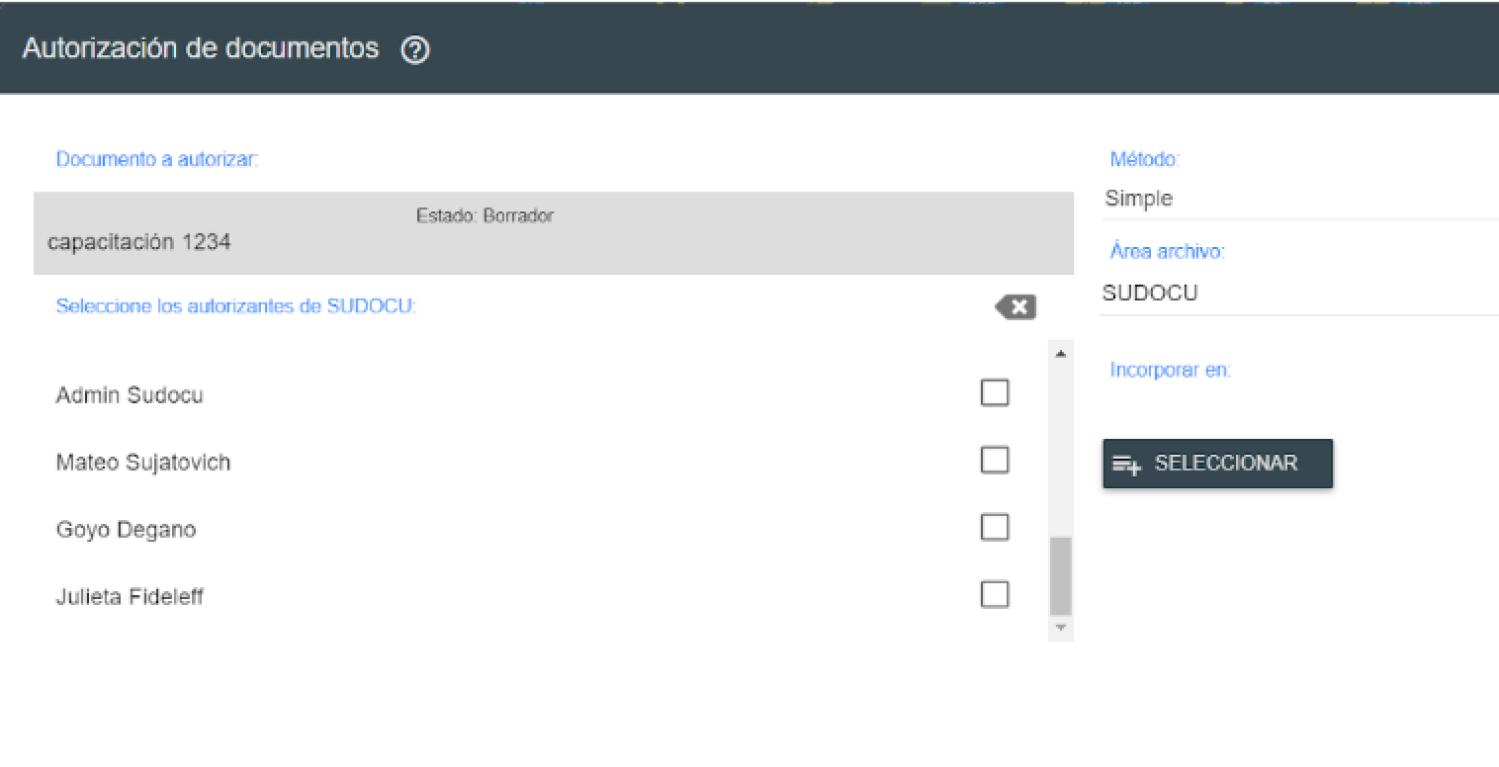 Autorización de documentos
Documento a autorizar:
Estado: Borrador
capacitación 1234
Seleccione los autorizantes de SUDOCU:
Admin Sudocu
Mateo Sujatovich
Goyo Degano
Julieta Fideleff
Método:
Simple
Área archivo:
SUDOCU
Incorporar en:
SELECCIONAR